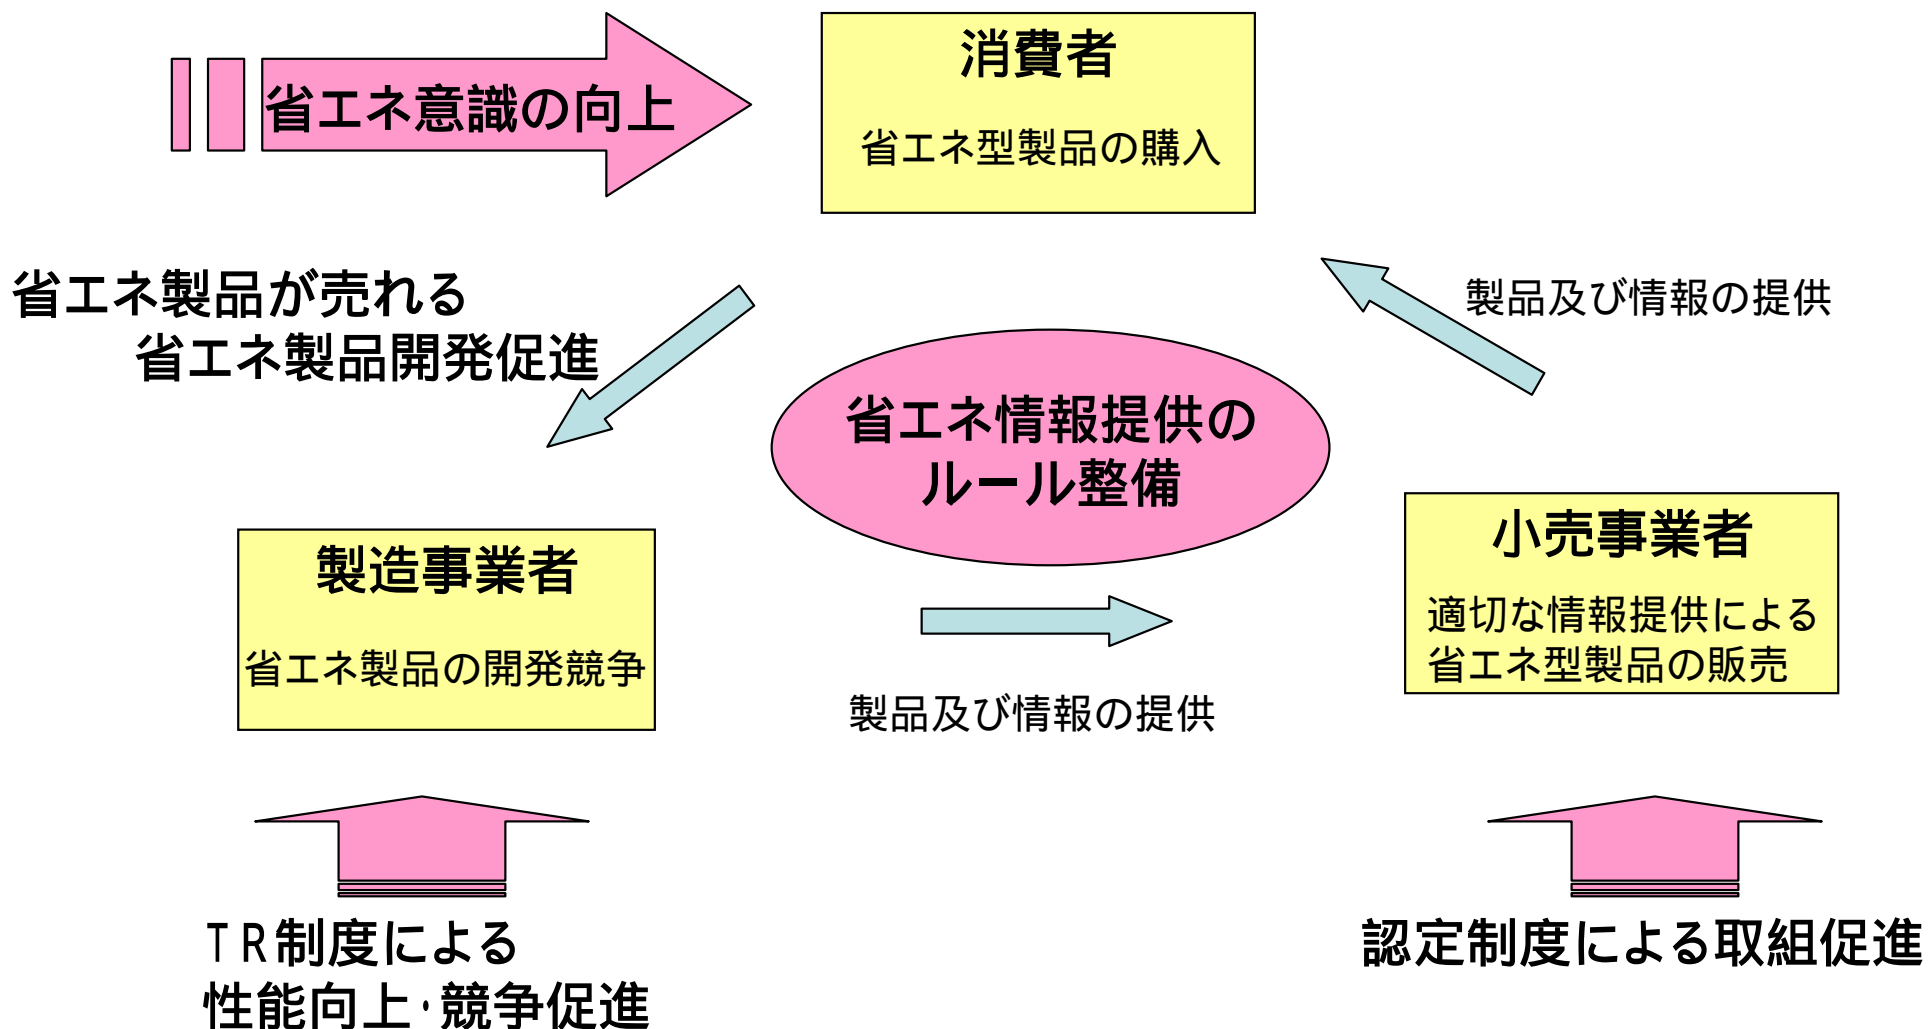 省エネ意識の向上
消費者
省エネ型製品の購入
省エネ製品が売れる
省エネ製品開発促進
製品及び情報の提供
省エネ情報提供の
ルール整備
製造事業者
省エネ製品の開発競争
小売事業者
適切な情報提供による
省エネ型製品の販売
製品及び情報の提供
TR制度による
性能向上・競争促進
認定制度による取組促進